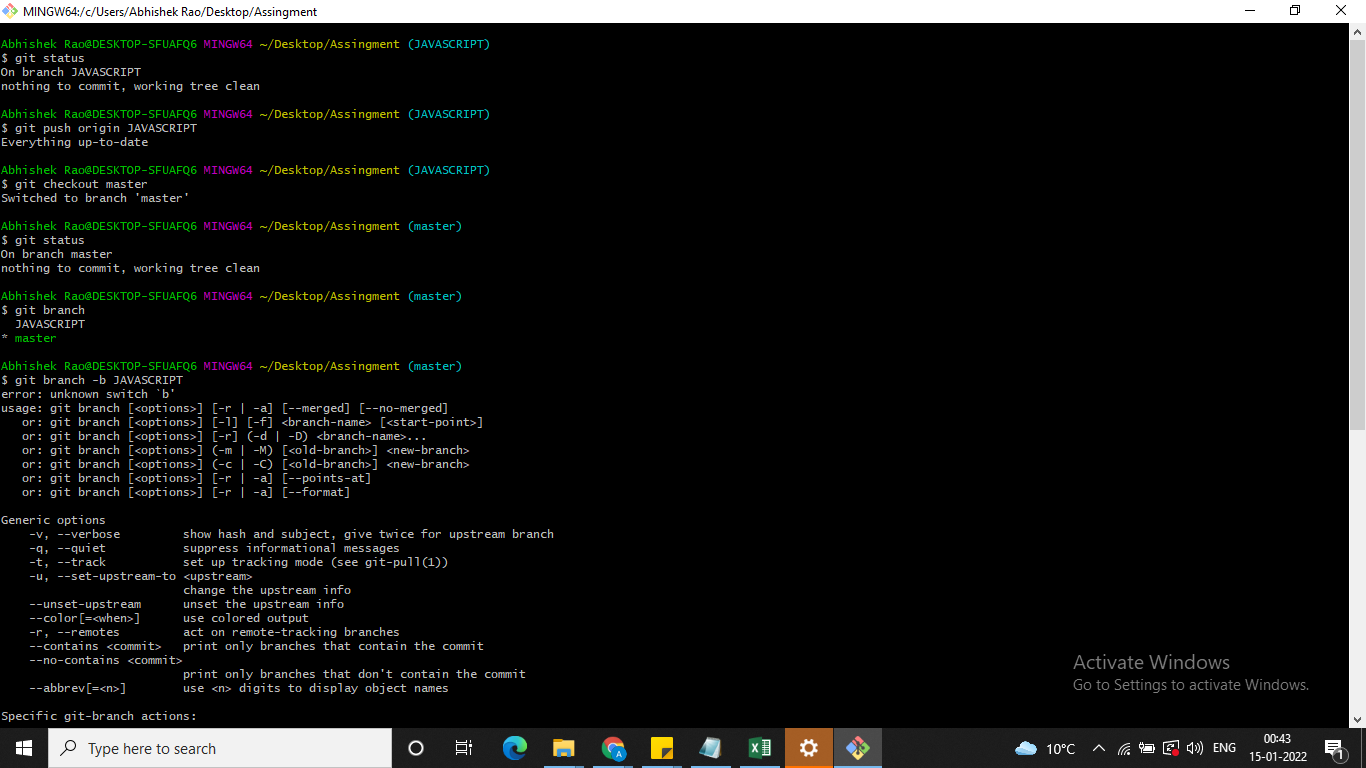 MINGW64:/c/Users/Abhishek Rao/Desktop/Assingment
Abhishek Rao@DESKTOP-SFUAFQ6 MINGW64 ~/Desktop/Assingment (JAVASCRIPT)
$ git status
On branch JAVASCRIPT
nothing to commit, working tree clean
Abhishek Rao@DESKTOP-SFUAFQ6 MINGW64 ~/Desktop/Assingment (JAVASCRIPT)
$ git push origin JAVASCRIPT
Everything up-to-date
Abhishek Rao@DESKTOP-SFUAFQ6 MINGW64 ~/Desktop/Assingment (JAVASCRIPT)
$ git checkout master
Switched to branch 'master'
Abhishek Rao@DESKTOP-SFUAFQ6 MINGW64 ~/Desktop/Assingment (master)
$ git status
On branch master
nothing to commit, working tree clean
Abhishek Rao@DESKTOP-SFUAFQ6 MINGW64 ~/Desktop/Assingment (master)
$ git branch
  JAVASCRIPT
* master
Abhishek Rao@DESKTOP-SFUAFQ6 MINGW64 ~/Desktop/Assingment (master)
$ git branch -b JAVASCRIPT
error: unknown switch `b'
usage: git branch [<options>] [-r | -a] [--merged] [--no-merged]
   or: git branch [<options>] [-l] [-f] <branch-name> [<start-point>]
   or: git branch [<options>] [-r] (-d | -D) <branch-name>...
   or: git branch [<options>] (-m | -M) [<old-branch>] <new-branch>
   or: git branch [<options>] (-c | -C) [<old-branch>] <new-branch>
   or: git branch [<options>] [-r | -a] [--points-at]
   or: git branch [<options>] [-r | -a] [--format]
Generic options
    -v, --verbose         show hash and subject, give twice for upstream branch
    -q, --quiet           suppress informational messages
    -t, --track           set up tracking mode (see git-pull(1))
    -u, --set-upstream-to <upstream>
                          change the upstream info
    --unset-upstream      unset the upstream info
    --color[=<when>]      use colored output
    -r, --remotes         act on remote-tracking branches
    --contains <commit>   print only branches that contain the commit
    --no-contains <commit>
                          print only branches that don't contain the commit
    --abbrev[=<n>]        use <n> digits to display object names
Specific git-branch actions:
Activate Windows
Go to Settings to activate Windows.
Type here to search
10°C
ENG
00:43
15-01-2022
1